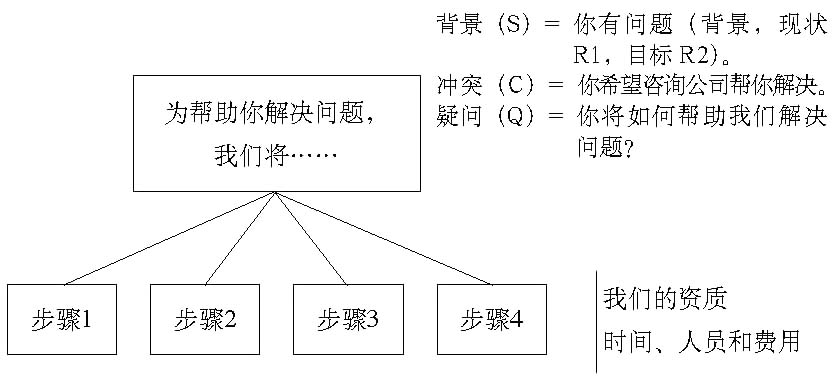 背景（S）＝ 你有问题（背景，现状
R1，目标 R2）。
冲突（C）＝ 你希望咨询公司帮你解决。
疑问（Q）＝ 你将如何帮助我们解决
问题？
为帮助你解决问题，
我们将……
步骤1
步骤2
步骤3
步骤4
我们的资质
时间、人员和费用